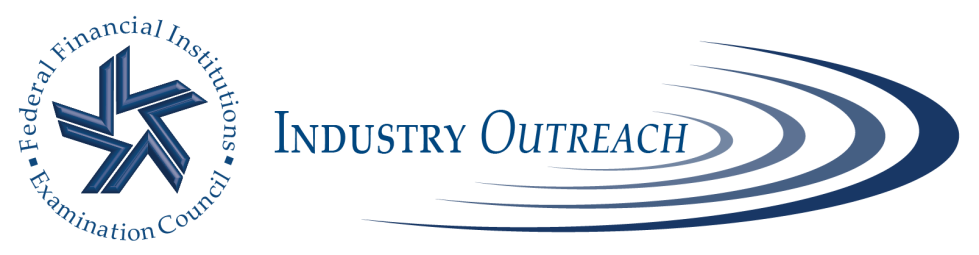 Federal Financial Institutions
▪ Examination Council ▪
INDUSTRY OUTREACH